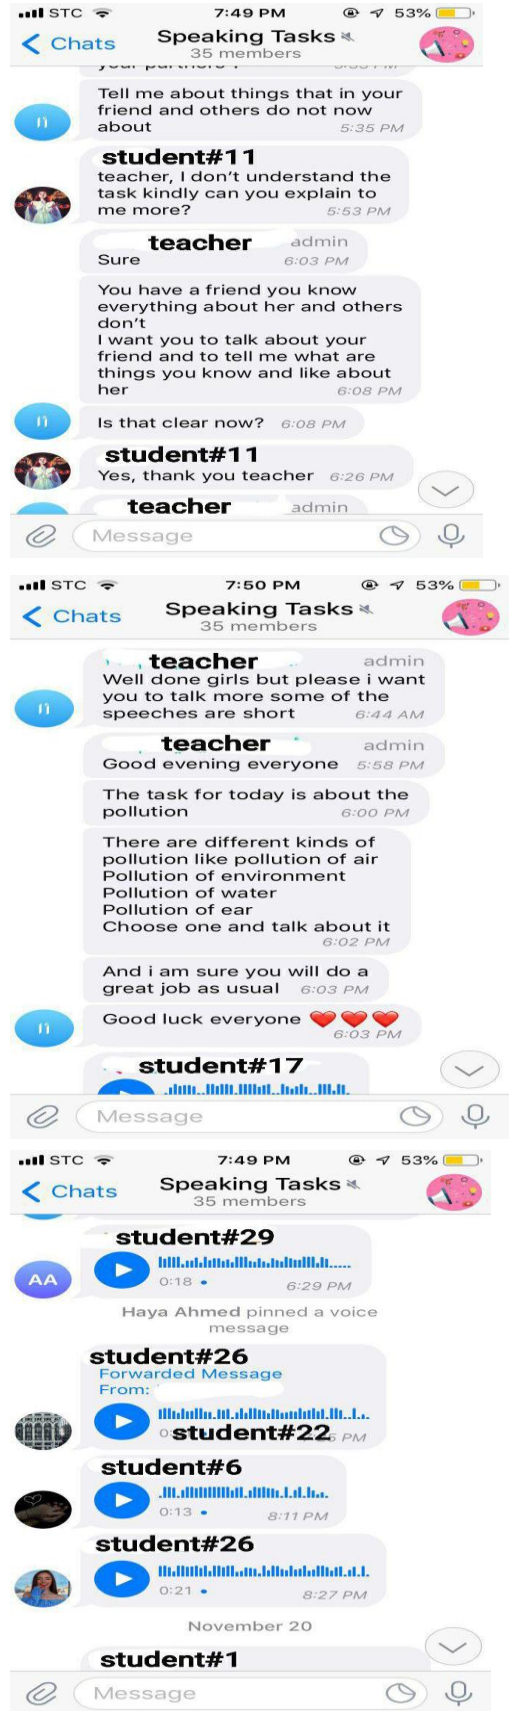 STC 7:49 PM 53%
Chats Speaking Tasks
35 members
Tell me about things that in your
friend and others do not now
about 5:35 PM
student#11
teacher, I don't understand the
task kindly can you explain to
me more? 5:53 PM
teacher admin
Sure 6:03 PM
You have a friend you know
everything about her and others
don't
I want you to talk about your
friend and to tell me what are
things you know and like about
her 6:08 PM
Is that clear now? 6:08 PM
student#11
Yes, thank you teacher 6:26 PM
teacher admin
Message
STC 7:50 PM 53%
Chats Speaking Tasks
35 members
teacher admin
Well done girls but please i want
you to talk more some of the
speeches are short 6:44 AM
teacher admin
Good evening everyone 5:58 PM
The task for today is about the
pollution 6:00 PM
There are different kinds of
pollution like pollution of air
Pollution of environment
Pollution of water
Pollution of ear
Choose one and talk about it
6:02 PM
And i am sure you will do a
great job as usual 6:03 PM
Good luck everyone ❤️❤️❤️
6:03 PM
student#17
Message
STC 7:49 PM 53%
Chats Speaking Tasks
35 members
student#29
AA
0:18 6:29 PM
Haya Ahmed pinned a voice
message
student#26
Forwarded Message
From:
student#22 PM
student#6
0:13 8:11 PM
student#26
0:21 8:27 PM
November 20
student#1
Message